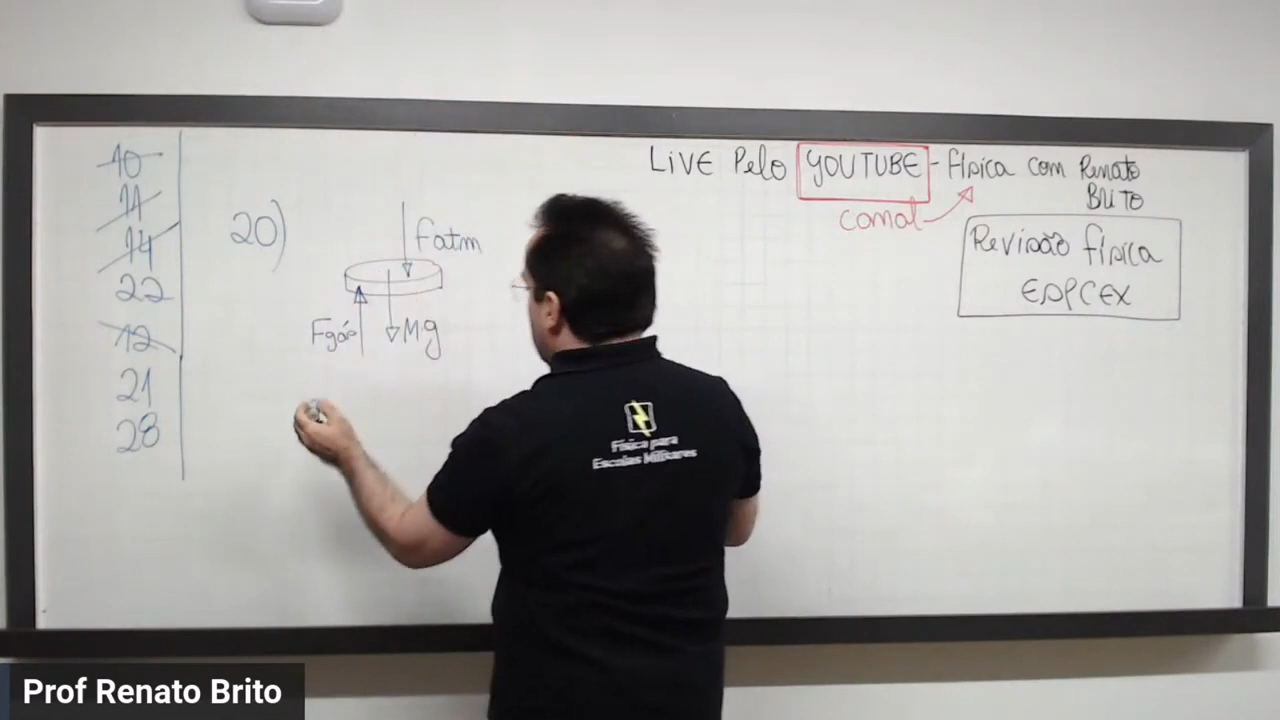 10
11
14
22
12
21
28
20)
Fatm
Fgás
Mg
LIVE Pelo YOUTUBE - Física com Renato
BRITO
canal
Revisão física
ESPCEX
Física para
Escolas Militares
Prof Renato Brito